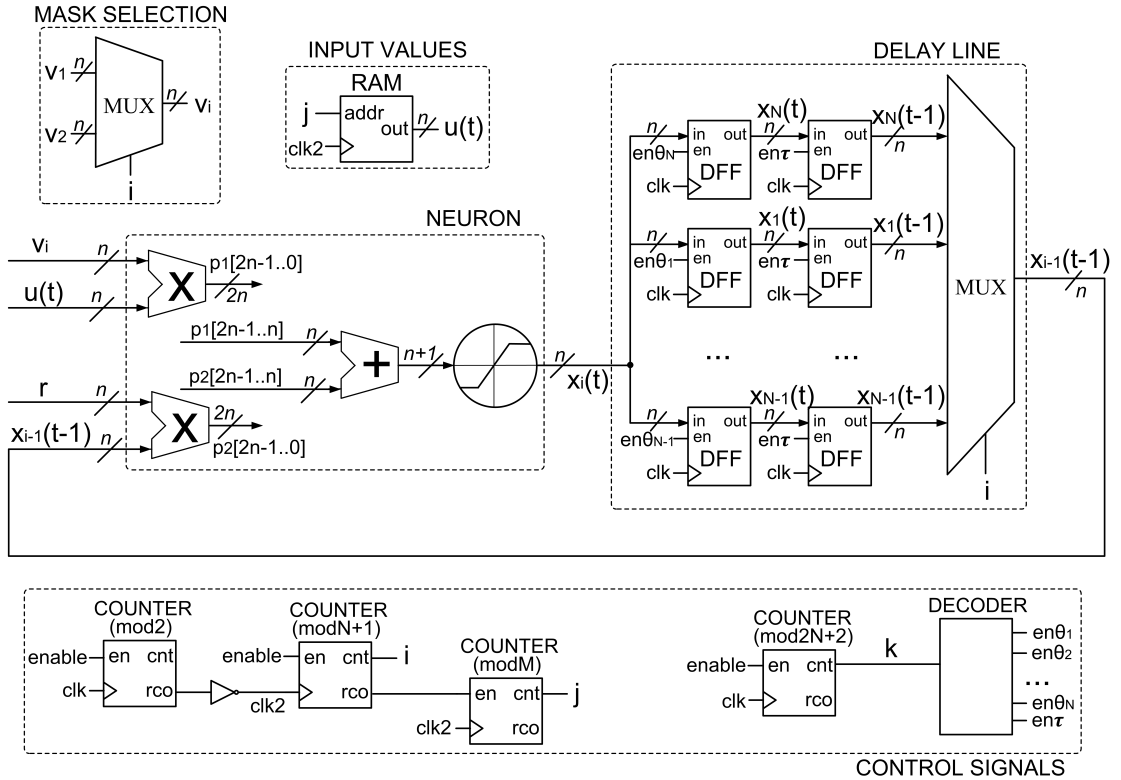 MASK SELECTION
v1
n
v2
n
MUX
n
vi
i
INPUT VALUES
RAM
j
addr
out
n
u(t)
clk2
DELAY LINE
n
in
out
enθN
en
DFF
clk
n
xN(t)
in
out
enτ
en
DFF
clk
xN(t-1)
n
n
in
out
enθ1
en
DFF
clk
n
x1(t)
in
out
enτ
en
DFF
clk
x1(t-1)
n
...
...
n
in
out
enθN-1
en
DFF
clk
n
xN-1(t)
in
out
enτ
en
DFF
clk
xN-1(t-1)
n
MUX
i
xi-1(t-1)
n
NEURON
vi
n
u(t)
n
X
p1[2n-1..0]
2n
p1[2n-1..n]
n
p2[2n-1..n]
n
+
n+1
n
xi(t)
r
n
xi-1(t-1)
n
X
2n
p2[2n-1..0]
COUNTER
(mod2)
enable
en
cnt
clk
rco
clk2
COUNTER
(modN+1)
enable
en
cnt
i
rco
COUNTER
(modM)
en
cnt
j
clk2
rco
COUNTER
(mod2N+2)
enable
en
cnt
clk
rco
k
DECODER
enθ1
enθ2
...
enθN
enτ
CONTROL SIGNALS